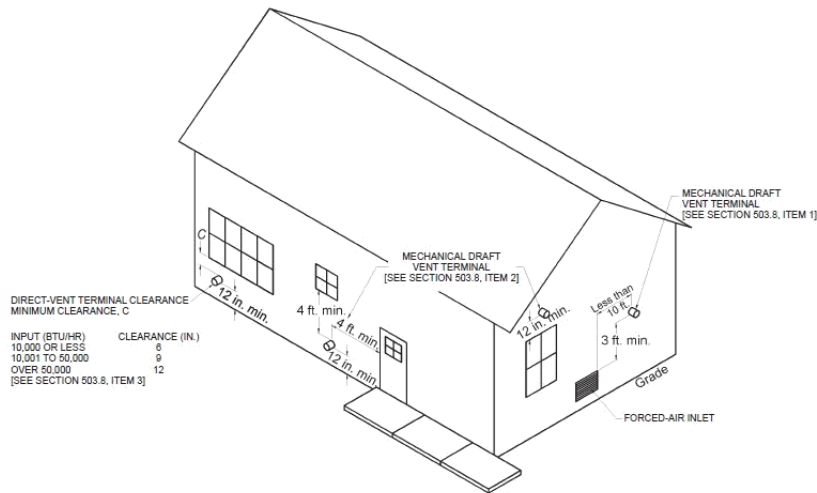 MECHANICAL DRAFT
VENT TERMINAL
[SEE SECTION 503.8, ITEM 1]
MECHANICAL DRAFT
VENT TERMINAL
[SEE SECTION 503.8, ITEM 2]
C
12 in. min.
4 ft. min.
4 ft. min.
12 in. min.
12 in. min.
Less than
10 ft.
3 ft. min.
Grade
FORCED-AIR INLET
DIRECT-VENT TERMINAL CLEARANCE
MINIMUM CLEARANCE, C
INPUT (BTU/HR) CLEARANCE (IN.)
10,000 OR LESS 6
10,001 TO 50,000 9
OVER 50,000 12
[SEE SECTION 503.8, ITEM 3]